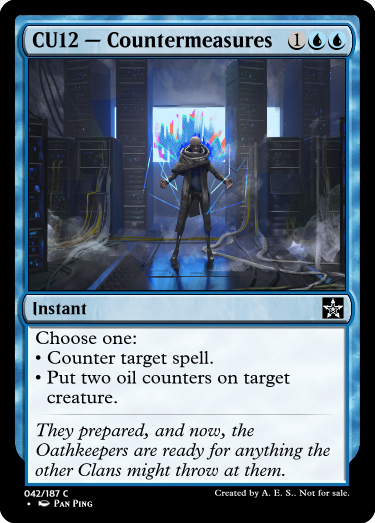 CU12 — Countermeasures 1
Instant
Choose one:
• Counter target spell.
• Put two oil counters on target
creature.
They prepared, and now, the
Oathkeepers are ready for anything the
other Clans might throw at them.
042/187 C
Created by A. E. S.. Not for sale.
• PAN PING